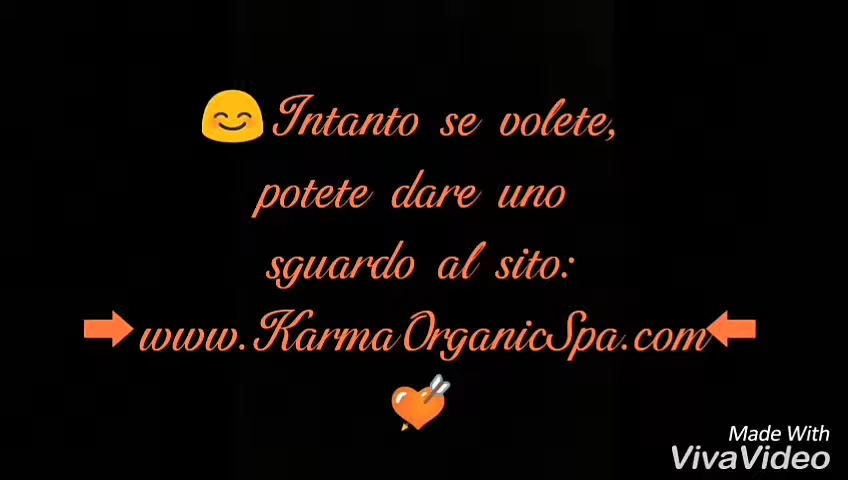 😊Intanto se volete,
potete dare uno
sguardo al sito:
➡www.KarmaOrganicSpa.com⬅
💘
Made With
VivaVideo